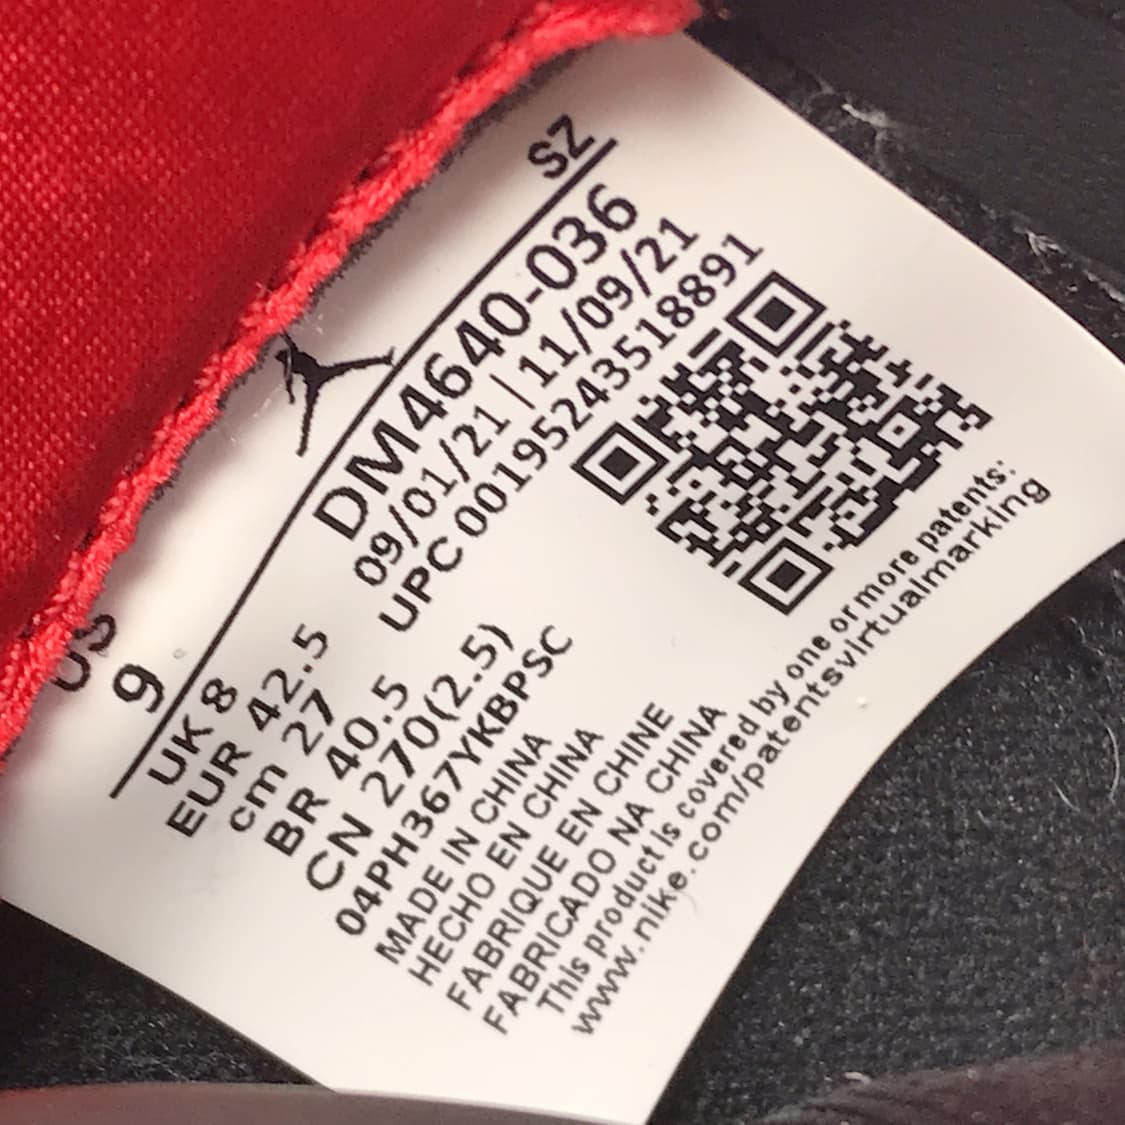 SZ
DM4640-036
09/01/21 | 11/09/21
UPC 00195243518891
US
9
UK 8
EUR 42.5
cm 27
BR 40.5
CN 270(2.5)
04PH367YKBPSC
MADE IN CHINA
HECHO EN CHINA
FABRIQUE EN CHINE
FABRICADO NA CHINA
This product is covered by one or more patents:
www.nike.com/patentsvirtualmarking